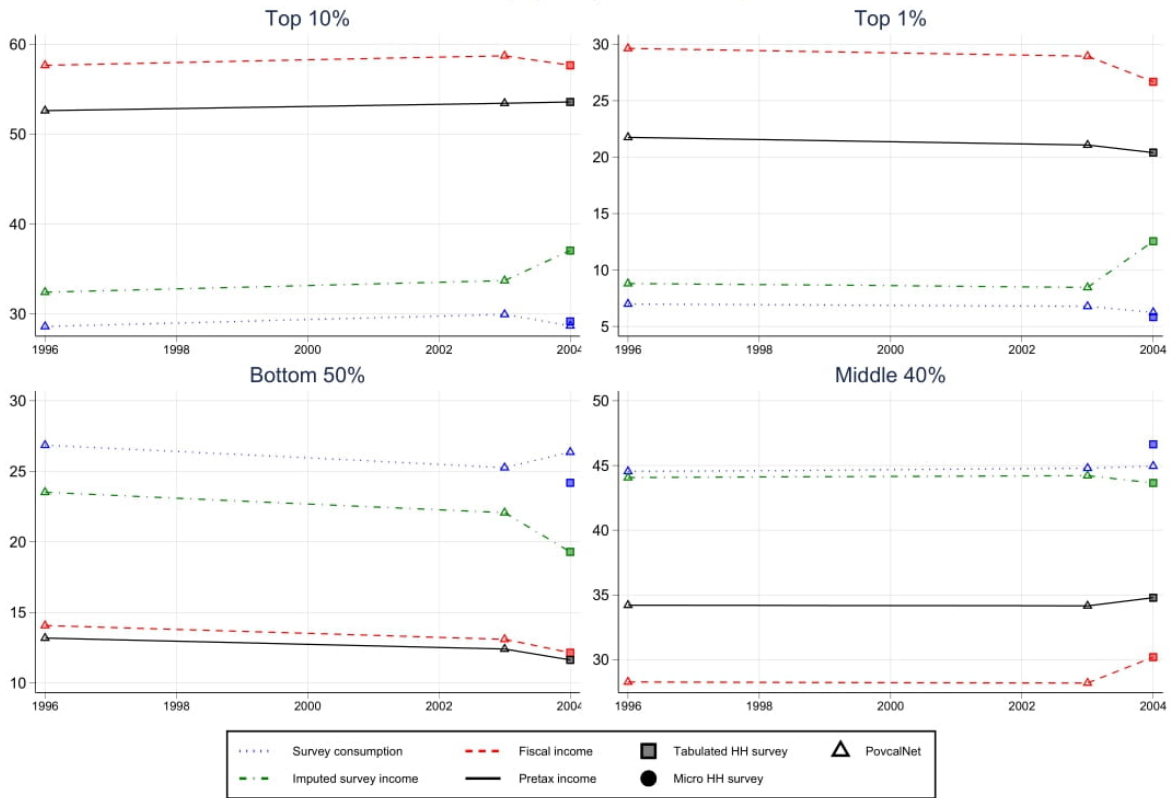 Top 10%
60
50
40
30
1996 1998 2000 2002 2004
Top 1%
30
25
20
15
10
5
1996 1998 2000 2002 2004
Bottom 50%
30
25
20
15
10
1996 1998 2000 2002 2004
Middle 40%
50
45
40
35
30
1996 1998 2000 2002 2004
Survey consumption Fiscal income Tabulated HH survey PovcalNet
Imputed survey income Pretax income Micro HH survey